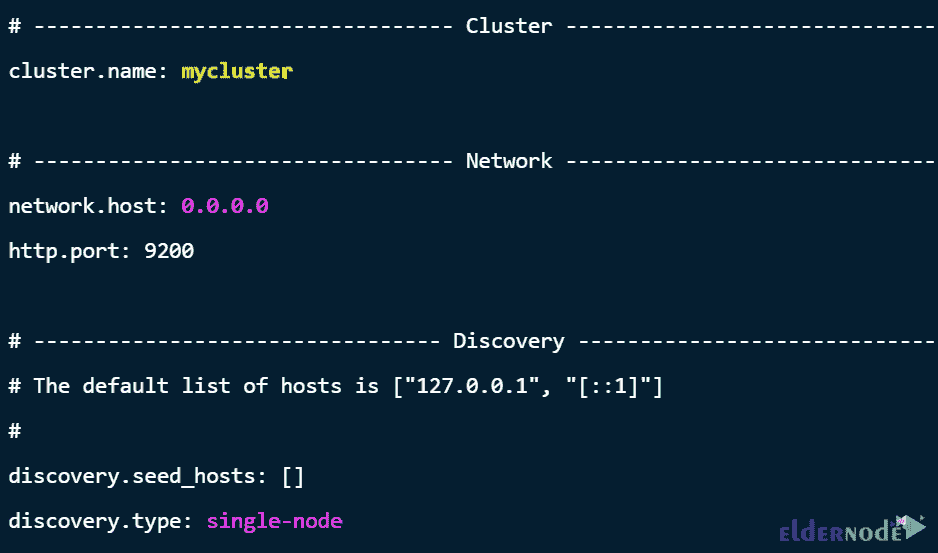 # ---------------------------------- Cluster ------------------------------
cluster.name: mycluster
# ---------------------------------- Network ------------------------------
network.host: 0.0.0.0
http.port: 9200
# --------------------------------- Discovery -----------------------------
# The default list of hosts is ["127.0.0.1", "[::1]"]
#
discovery.seed_hosts: []
discovery.type: single-node
eldernode